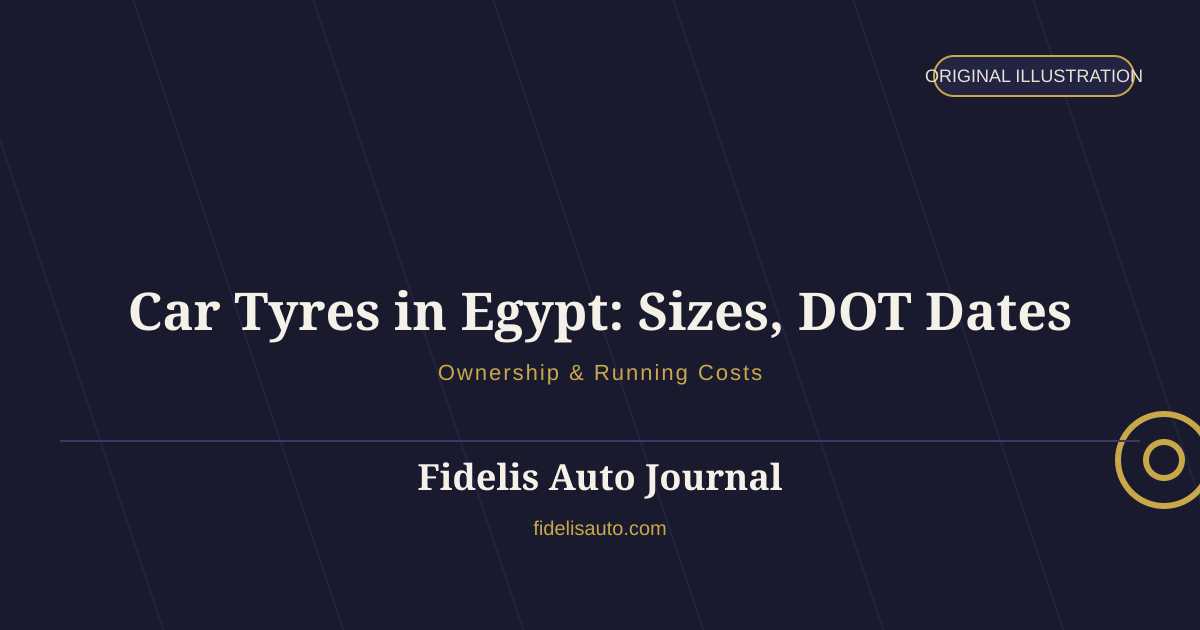 ORIGINAL ILLUSTRATION
Car Tyres in Egypt: Sizes, DOT Dates
Ownership & Running Costs
Fidelis Auto Journal
fidelisauto.com